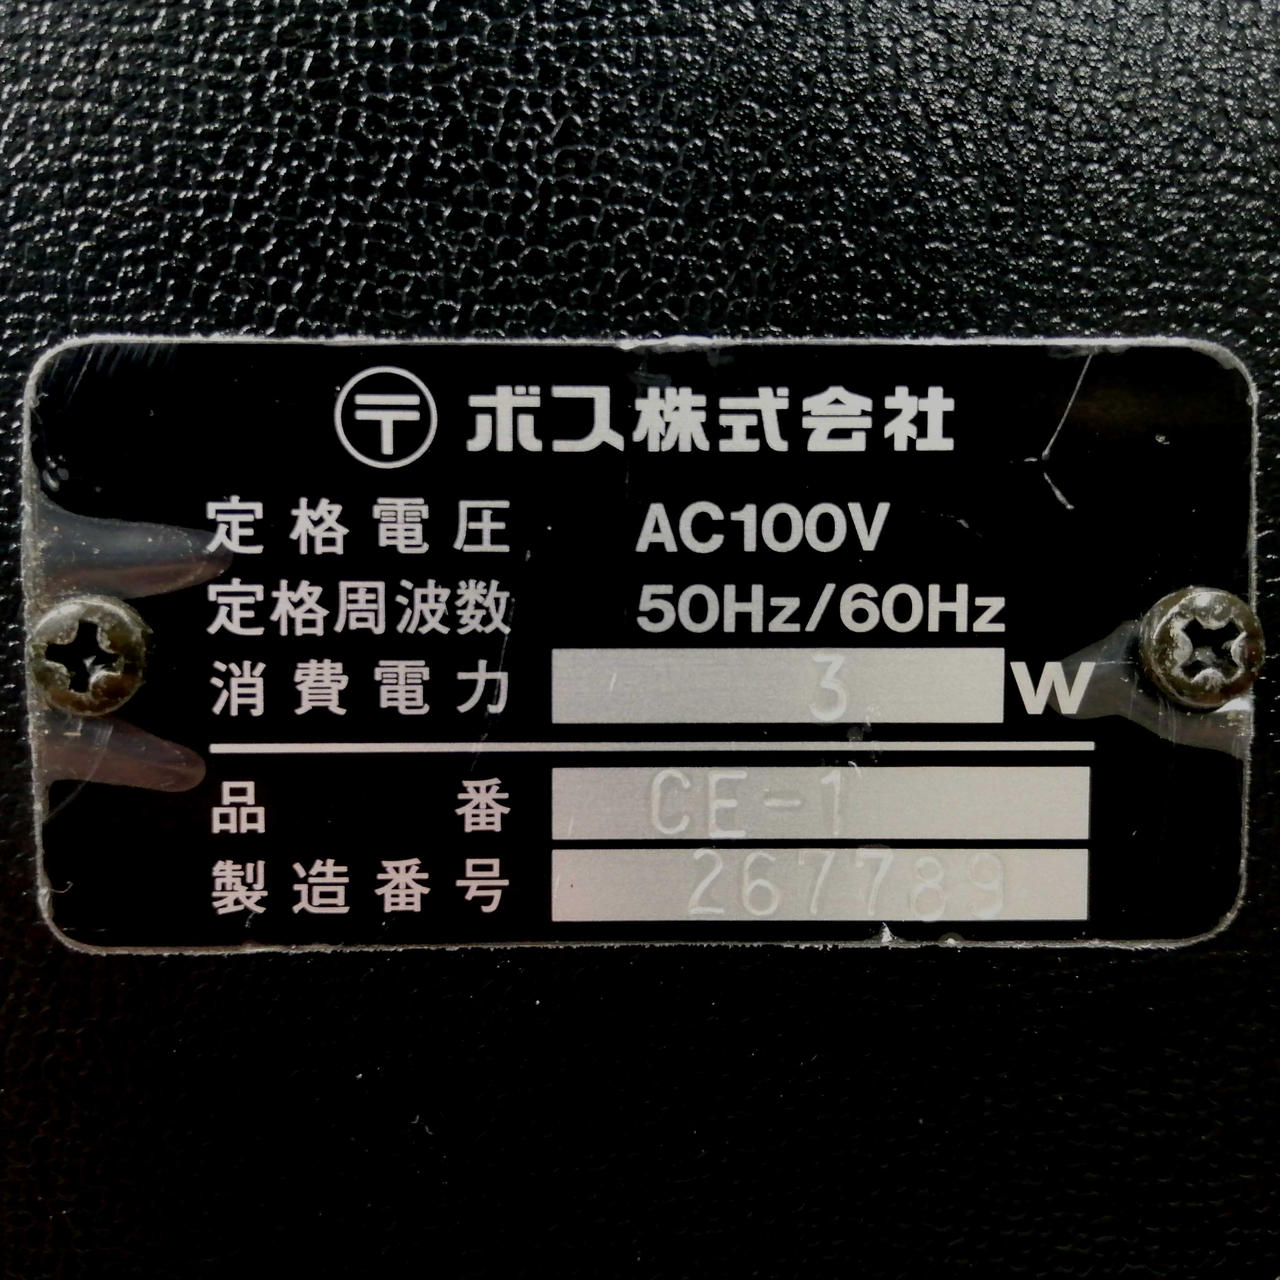 〒 ボス株式会社
定格電圧 AC100V
定格周波数 50Hz/60Hz
消費電力 3 W
品番 CE-1
製造番号 267789